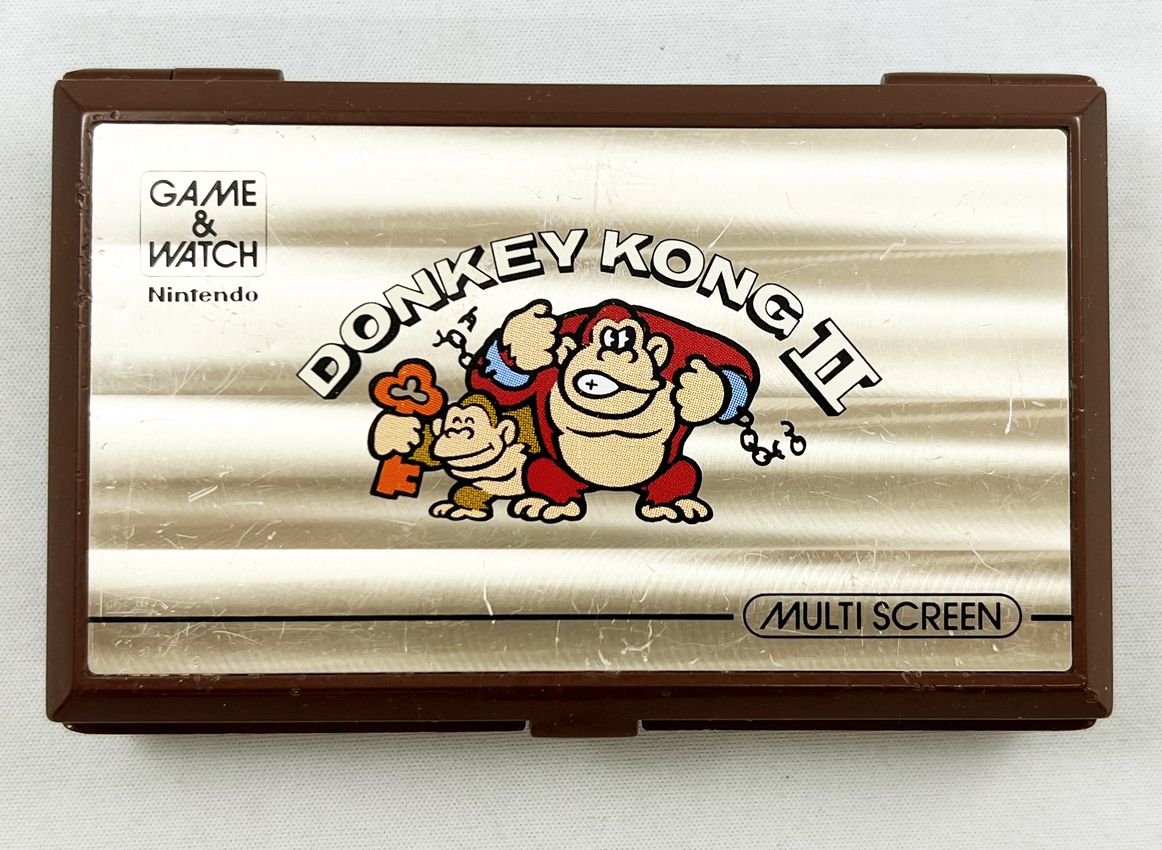 GAME
&
WATCH
Nintendo
DONKEY KONG II
MULTI SCREEN